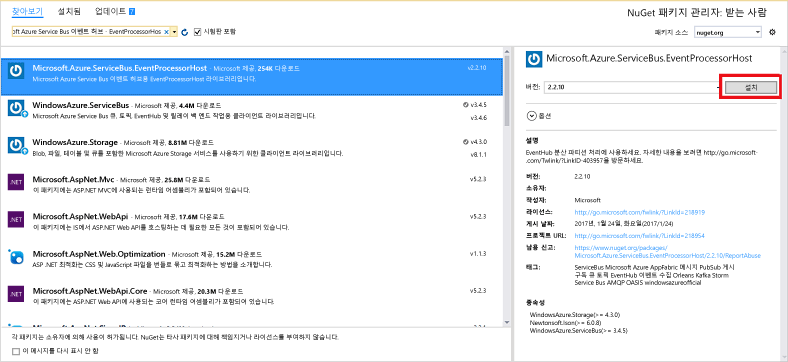 찾아보기 설치됨 업데이트 7
NuGet 패키지 관리자: 받는 사람
oft Azure Service Bus 이벤트 허브 - EventProcessorHos
시험판 포함
패키지 소스: nuget.org
Microsoft.Azure.ServiceBus.EventProcessorHost - Microsoft 제공, 254K 다운로드 v2.2.10
Microsoft Azure Service Bus 이벤트 허브용 EventProcessorHost 라이브러리입니다.
WindowsAzure.ServiceBus - Microsoft 제공, 4.4M 다운로드 v3.4.5
Microsoft Azure Service Bus 큐, 토픽, EventHub 및 릴레이 백 엔드 작업용 클라이언트 라이브러리입니다. v3.4.6
WindowsAzure.Storage - Microsoft 제공, 8.81M 다운로드 v4.3.0
Blob, 파일, 테이블 및 큐를 포함한 Microsoft Azure Storage 서비스를 사용하기 위한 클라이언트 라이브러리입니다. v8.1.1
.NET
Microsoft.AspNet.Mvc - Microsoft 제공, 25.8M 다운로드 v5.2.3
이 패키지에는 ASP.NET MVC에 사용되는 런타임 어셈블리가 포함되어 있습니다.
.NET
Microsoft.AspNet.WebApi - Microsoft 제공, 17.6M 다운로드 v5.2.3
이 패키지에는 IIS에서 ASP.NET Web API를 호스팅하는 데 필요한 모든 것이 포함되어 있습니다.
Microsoft.AspNet.Web.Optimization - Microsoft 제공, 15.2M 다운로드 v1.1.3
ASP .NET 최적화는 CSS 및 JavaScript 파일을 번들로 묶고 최적화하는 방법을 소개합니다.
.NET
Microsoft.AspNet.WebApi.Core - Microsoft 제공, 20.3M 다운로드 v5.2.3
이 패키지에는 ASP.NET Web API에 사용되는 코어 런타임 어셈블리가 포함되어 있습니다.
각 패키지는 소유자에 의해 사용이 허가됩니다. NuGet는 타사 패키지에 대해 책임지거나 라이선스를 부여하지 않습니다.
이 메시지를 다시 표시 안 함
Microsoft.Azure.ServiceBus.EventProcessorHost
버전: 2.2.10 설치
옵션
설명
EventHub 분산 파티션 처리에 사용하세요. 자세한 내용을 보려면 http://go.microsoft-
.com/fwlink/?LinkID-403957을 방문하세요.
버전: 2.2.10
소유자:
작성자: Microsoft
라이선스: http://go.microsoft.com/fwlink/?LinkId=218919
게시 날짜: 2017년, 1월 24일, 화요일(2017/1/24)
프로젝트 URL: http://go.microsoft.com/fwlink/?LinkId=218954
남용 신고: https://www.nuget.org/packages/
Microsoft.Azure.ServiceBus.EventProcessorHost/2.2.10/ReportAbuse
태그: ServiceBus Microsoft Azure AppFabric 메시지 PubSub 게시
구독 큐 토픽 EventHub 이벤트 수집 Orleans Kafka Storm
Service Bus AMQP OASIS windowsazureofficial
종속성
WindowsAzure.Storage(>= 4.3.0)
Newtonsoft.Json(>= 6.0.8)
WindowsAzure.ServiceBus(>= 3.4.5)